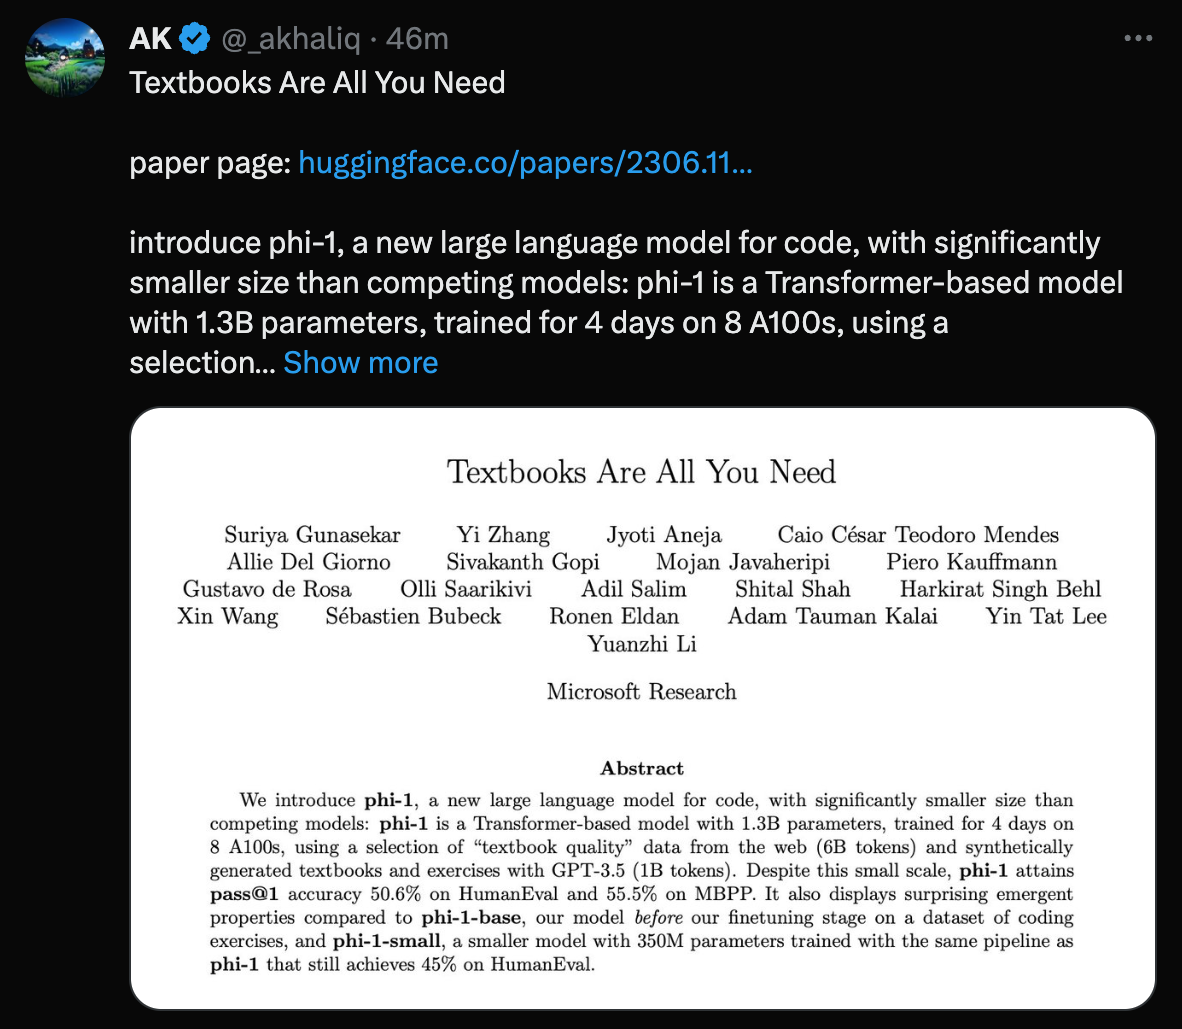 AK @_akhaliq · 46m
Textbooks Are All You Need
paper page: huggingface.co/papers/2306.11...
introduce phi-1, a new large language model for code, with significantly
smaller size than competing models: phi-1 is a Transformer-based model
with 1.3B parameters, trained for 4 days on 8 A100s, using a
selection... Show more
Textbooks Are All You Need
Suriya Gunasekar Yi Zhang Jyoti Aneja Caio César Teodoro Mendes
Allie Del Giorno Sivakanth Gopi Mojan Javaheripi Piero Kauffmann
Gustavo de Rosa Olli Saarikivi Adil Salim Shital Shah Harkirat Singh Behl
Xin Wang Sébastien Bubeck Ronen Eldan Adam Tauman Kalai Yin Tat Lee
Yuanzhi Li
Microsoft Research
Abstract
We introduce phi-1, a new large language model for code, with significantly smaller size than
competing models: phi-1 is a Transformer-based model with 1.3B parameters, trained for 4 days on
8 A100s, using a selection of “textbook quality” data from the web (6B tokens) and synthetically
generated textbooks and exercises with GPT-3.5 (1B tokens). Despite this small scale, phi-1 attains
pass@1 accuracy 50.6% on HumanEval and 55.5% on MBPP. It also displays surprising emergent
properties compared to phi-1-base, our model before our finetuning stage on a dataset of coding
exercises, and phi-1-small, a smaller model with 350M parameters trained with the same pipeline as
phi-1 that still achieves 45% on HumanEval.